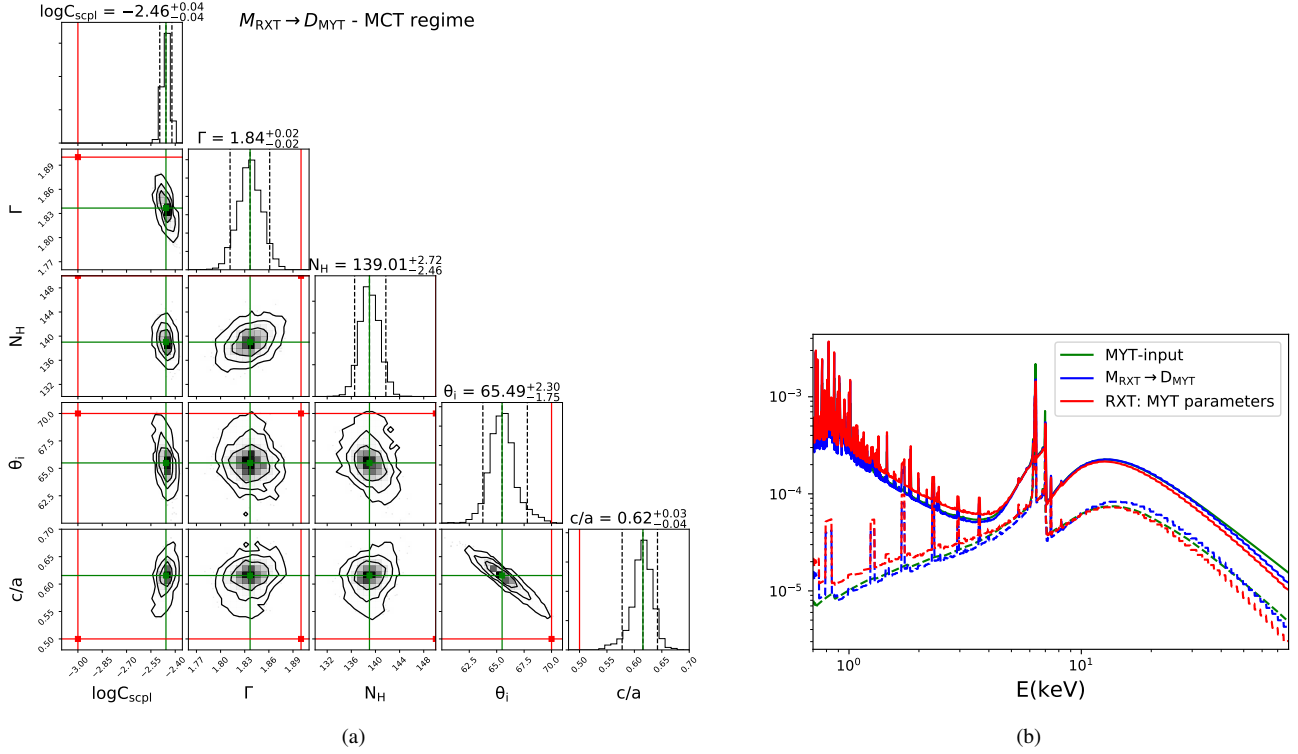 logC_scpl = −2.46 +0.04 −0.04
M_RXT → D_MYT - MCT regime
Γ = 1.84 +0.02 −0.02
Γ
1.89
1.86
1.83
1.80
1.77
N_H = 139.01 +2.72 −2.46
N_H
148
144
140
136
132
θ_i = 65.49 +2.30 −1.75
θ_i
70.0
67.5
65.0
62.5
c/a = 0.62 +0.03 −0.04
c/a
0.70
0.65
0.60
0.55
0.50
−3.00 −2.85 −2.70 −2.55 −2.40
1.77 1.80 1.83 1.86 1.89
132 136 140 144 148
62.5 65.0 67.5 70.0
0.50 0.55 0.60 0.65 0.70
logC_scpl Γ N_H θ_i c/a
(a)
MYT-input
M_RXT → D_MYT
RXT: MYT parameters
10^−3
10^−4
10^−5
10^0 10^1
E(keV)
(b)